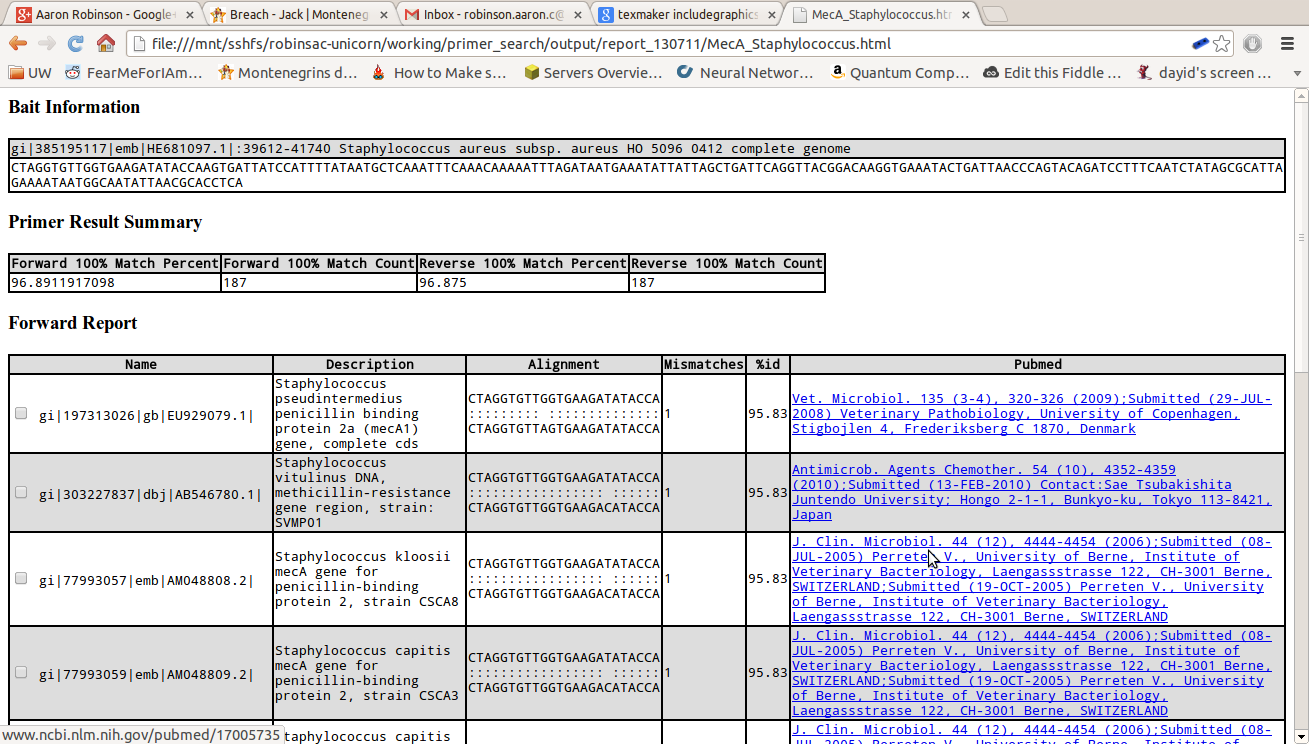 Aaron Robinson - Google+
Breach - Jack | Monteneg
Inbox - robinson.aaron.c@
texmaker includegraphics
MecA_Staphylococcus.htm
file:///mnt/sshfs/robinsac-unicorn/working/primer_search/output/report_130711/MecA_Staphylococcus.html
UW
FearMeForIAm...
Montenegrins d...
How to Make s...
Servers Overvie...
Neural Networ...
Quantum Comp...
Edit this Fiddle ...
dayid's screen ...
Bait Information
gi|385195117|emb|HE681097.1|:39612-41740 Staphylococcus aureus subsp. aureus HO 5096 0412 complete genome
CTAGGTGTTGGTGAAGATATACCAAGTGATTATCCATTTTATAATGCTCAAATTTCAAACAAAAATTTAGATAATGAAATATTATTAGCTGATTCAGGTTACGGACAAGGTGAAATACTGATTAACCCAGTACAGATCCTTTCAATCTATAGCGCATTA
GAAAATAATGGCAATATTAACGCACCTCA
Primer Result Summary
Forward 100% Match Percent Forward 100% Match Count Reverse 100% Match Percent Reverse 100% Match Count
96.8911917098 187 96.875 187
Forward Report
Name Description Alignment Mismatches %id Pubmed
gi|197313026|gb|EU929079.1|
Staphylococcus
pseudintermedius
penicillin binding
protein 2a (mecA1)
gene, complete cds
CTAGGTGTTGGTGAAGATATACCA
::::::::: ::::::::::::::
CTAGGTGTTAGTGAAGATATACCA
1
95.83
Vet. Microbiol. 135 (3-4), 320-326 (2009);Submitted (29-JUL-
2008) Veterinary Pathobiology, University of Copenhagen,
Stigbojlen 4, Frederiksberg C 1870, Denmark
gi|303227837|dbj|AB546780.1|
Staphylococcus
vitulinus DNA,
methicillin-resistance
gene region, strain:
SVMP01
CTAGGTGTTGGTGAAGATATACCA
::::::::::::::::: ::::::
CTAGGTGTTGGTGAAGACATACCA
1
95.83
Antimicrob. Agents Chemother. 54 (10), 4352-4359
(2010);Submitted (13-FEB-2010) Contact:Sae Tsubakishita
Juntendo University; Hongo 2-1-1, Bunkyo-ku, Tokyo 113-8421,
Japan
gi|77993057|emb|AM048808.2|
Staphylococcus kloosii
mecA gene for
penicillin-binding
protein 2, strain CSCA8
CTAGGTGTTGGTGAAGATATACCA
::::::::::::::::: ::::::
CTAGGTGTTGGTGAAGACATACCA
1
95.83
J. Clin. Microbiol. 44 (12), 4444-4454 (2006);Submitted (08-
JUL-2005) Perreten V., University of Berne, Institute of
Veterinary Bacteriology, Laengassstrasse 122, CH-3001 Berne,
SWITZERLAND;Submitted (19-OCT-2005) Perreten V., University
of Berne, Institute of Veterinary Bacteriology,
Laengassstrasse 122, CH-3001 Berne, SWITZERLAND
gi|77993059|emb|AM048809.2|
Staphylococcus capitis
mecA gene for
penicillin-binding
protein 2, strain CSCA3
CTAGGTGTTGGTGAAGATATACCA
::::::::::::::::: ::::::
CTAGGTGTTGGTGAAGACATACCA
1
95.83
J. Clin. Microbiol. 44 (12), 4444-4454 (2006);Submitted (08-
JUL-2005) Perreten V., University of Berne, Institute of
Veterinary Bacteriology, Laengassstrasse 122, CH-3001 Berne,
SWITZERLAND;Submitted (19-OCT-2005) Perreten V., University
of Berne, Institute of Veterinary Bacteriology,
Laengassstrasse 122, CH-3001 Berne, SWITZERLAND
taphylococcus capitis
J. Clin. Microbiol. 44 (12), 4444-4454 (2006);Submitted (08-
JUL-2005) Perreten V., University of Berne, Institute of
www.ncbi.nlm.nih.gov/pubmed/17005735